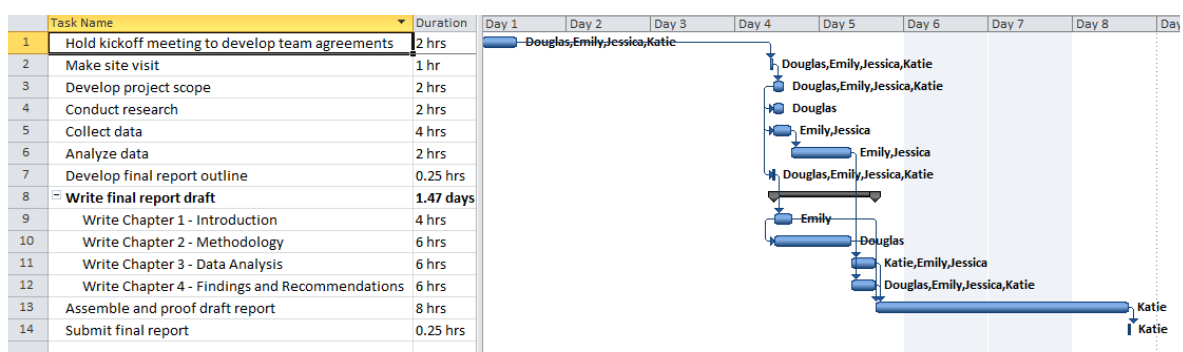 Task Name Duration Day 1 Day 2 Day 3 Day 4 Day 5 Day 6 Day 7 Day 8 Day
1 Hold kickoff meeting to develop team agreements 2 hrs Douglas,Emily,Jessica,Katie
2 Make site visit 1 hr Douglas,Emily,Jessica,Katie
3 Develop project scope 2 hrs Douglas,Emily,Jessica,Katie
4 Conduct research 2 hrs Douglas
5 Collect data 4 hrs Emily,Jessica
6 Analyze data 2 hrs Emily,Jessica
7 Develop final report outline 0.25 hrs Douglas,Emily,Jessica,Katie
8 Write final report draft 1.47 days
9 Write Chapter 1 - Introduction 4 hrs Emily
10 Write Chapter 2 - Methodology 6 hrs Douglas
11 Write Chapter 3 - Data Analysis 6 hrs Katie,Emily,Jessica
12 Write Chapter 4 - Findings and Recommendations 6 hrs Douglas,Emily,Jessica,Katie
13 Assemble and proof draft report 8 hrs Katie
14 Submit final report 0.25 hrs Katie